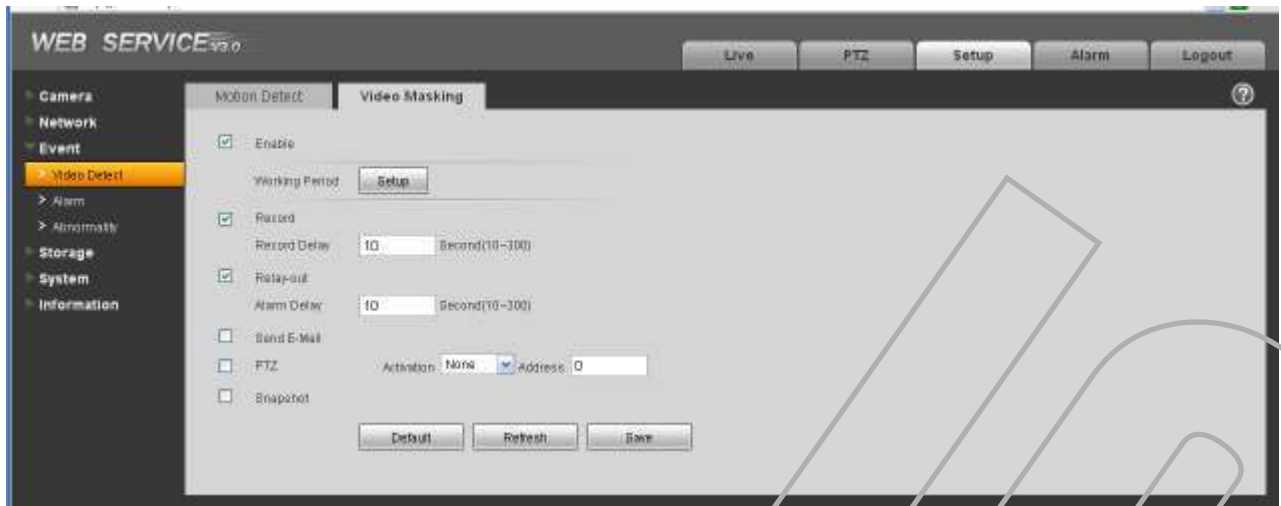 WEB SERVICE V3.0
Live PTZ Setup Alarm Logout
Camera
Network
Event
> Video Detect
> Alarm
> Abnormality
Storage
System
Information
Motion Detect Video Masking
?
Enable
Working Period Setup
Record
Record Delay 10 Second(10~300)
Relay-out
Alarm Delay 10 Second(10~300)
Send E-Mail
PTZ Activation None Address 0
Snapshot
Default Refresh Save